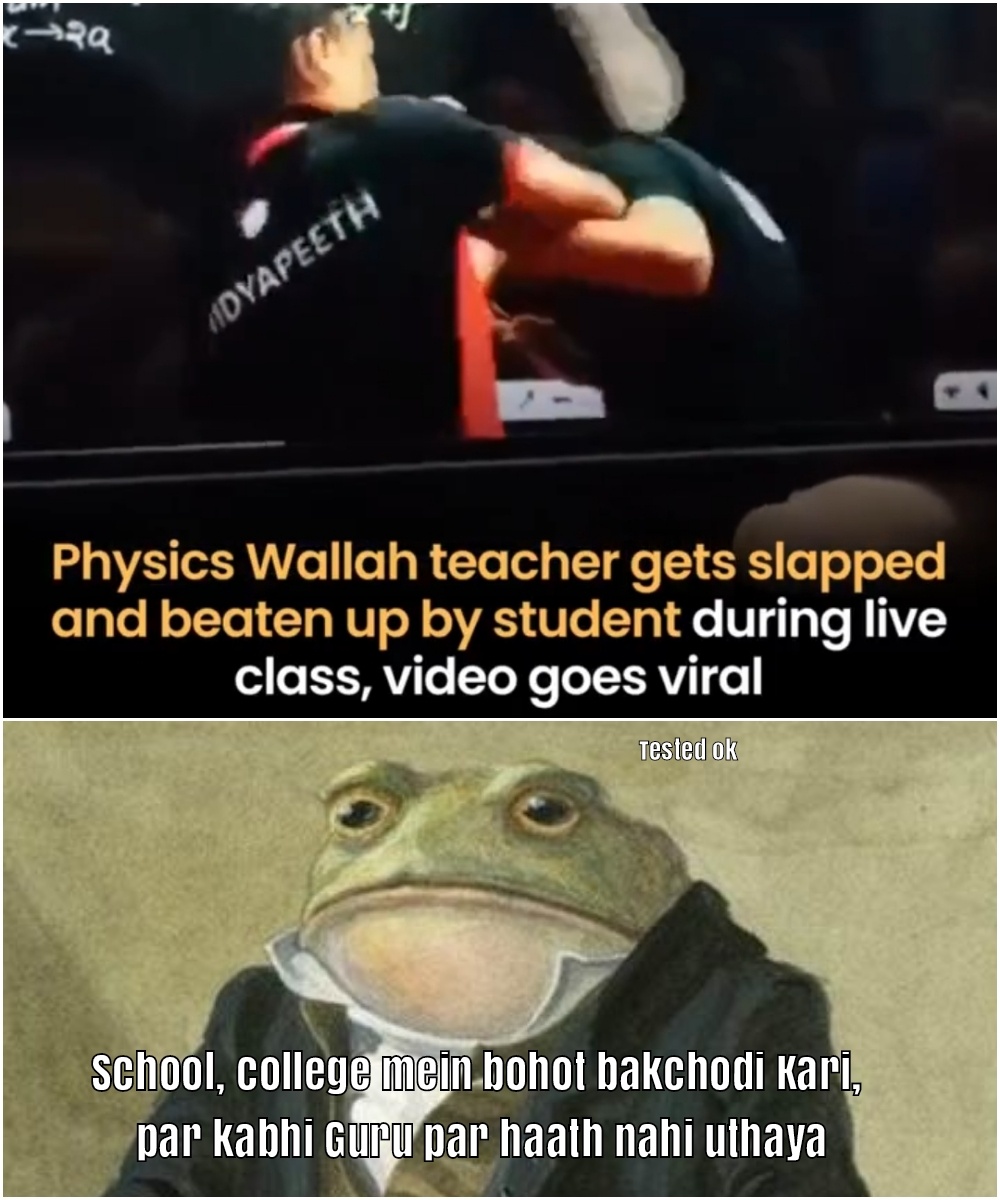 x→2a
VIDYAPEETH
Physics Wallah teacher gets slapped
and beaten up by student during live
class, video goes viral
Tested ok
School, college mein bohot bakchodi Kari,
par kabhi Guru par haath nahi uthaya